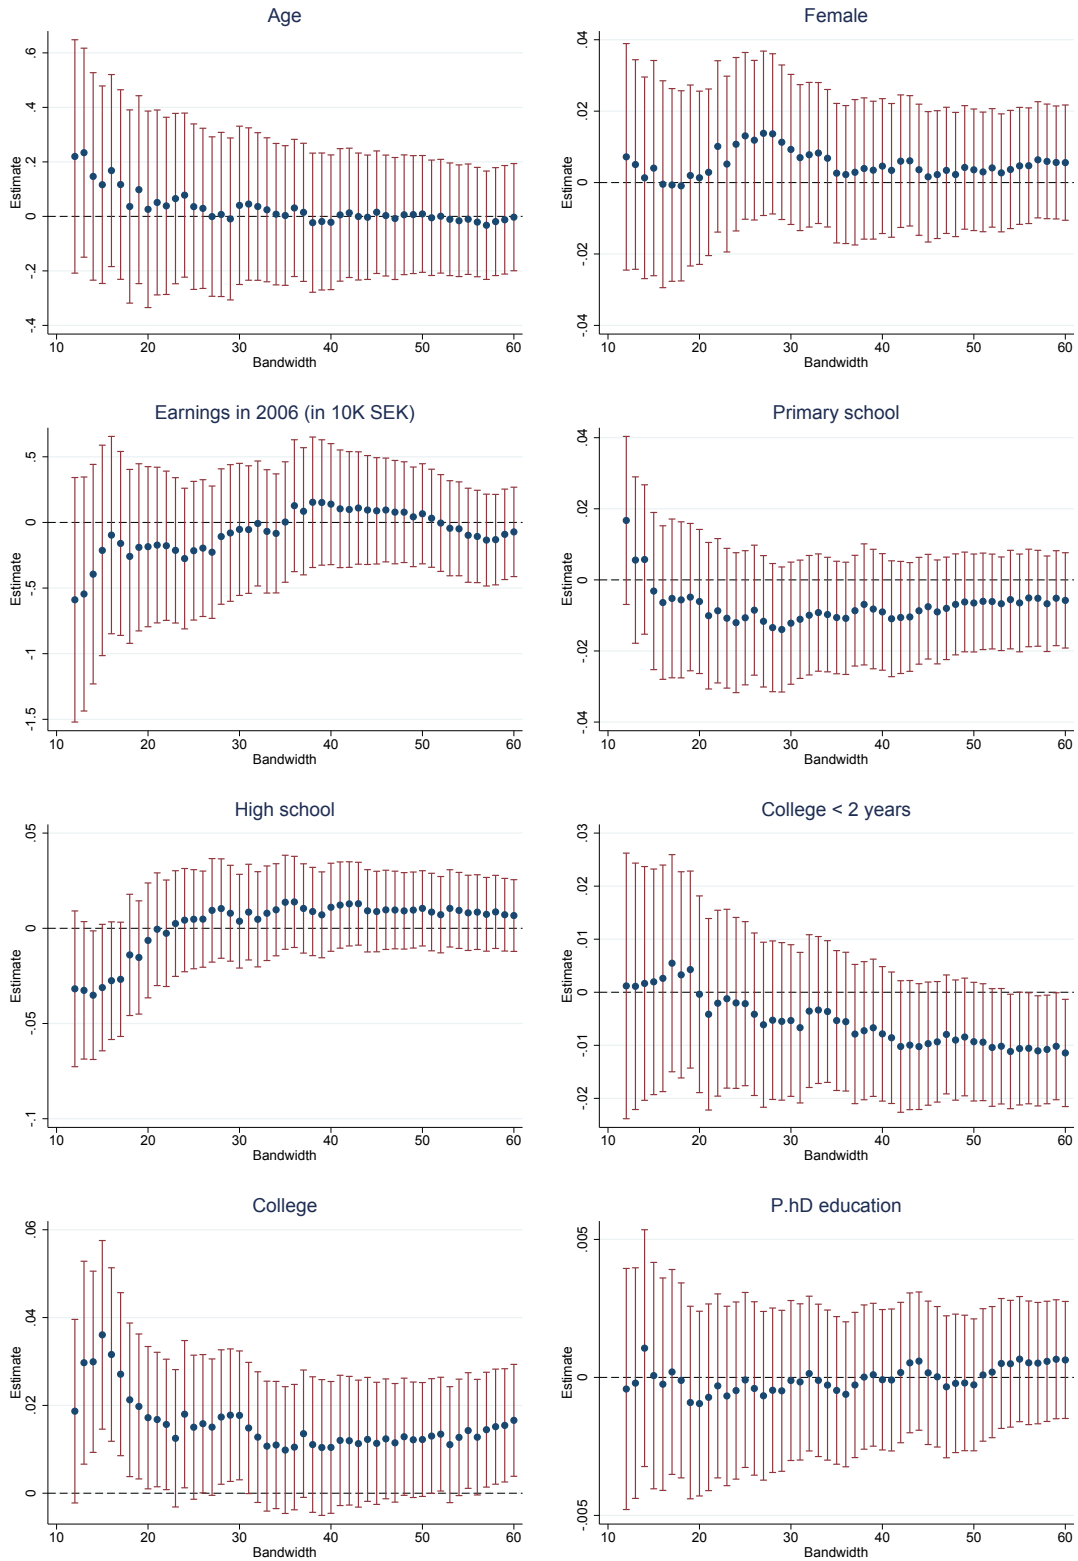 Age
Estimate
.6
.4
.2
0
-.2
-.4
10 20 30 40 50 60
Bandwidth
Female
Estimate
.04
.02
0
-.02
-.04
10 20 30 40 50 60
Bandwidth
Earnings in 2006 (in 10K SEK)
Estimate
.5
0
-.5
-1
-1.5
10 20 30 40 50 60
Bandwidth
Primary school
Estimate
.04
.02
0
-.02
-.04
10 20 30 40 50 60
Bandwidth
High school
Estimate
.05
0
-.05
-.1
10 20 30 40 50 60
Bandwidth
College < 2 years
Estimate
.03
.02
.01
0
-.01
-.02
10 20 30 40 50 60
Bandwidth
College
Estimate
.06
.04
.02
0
10 20 30 40 50 60
Bandwidth
P.hD education
Estimate
.005
0
-.005
10 20 30 40 50 60
Bandwidth